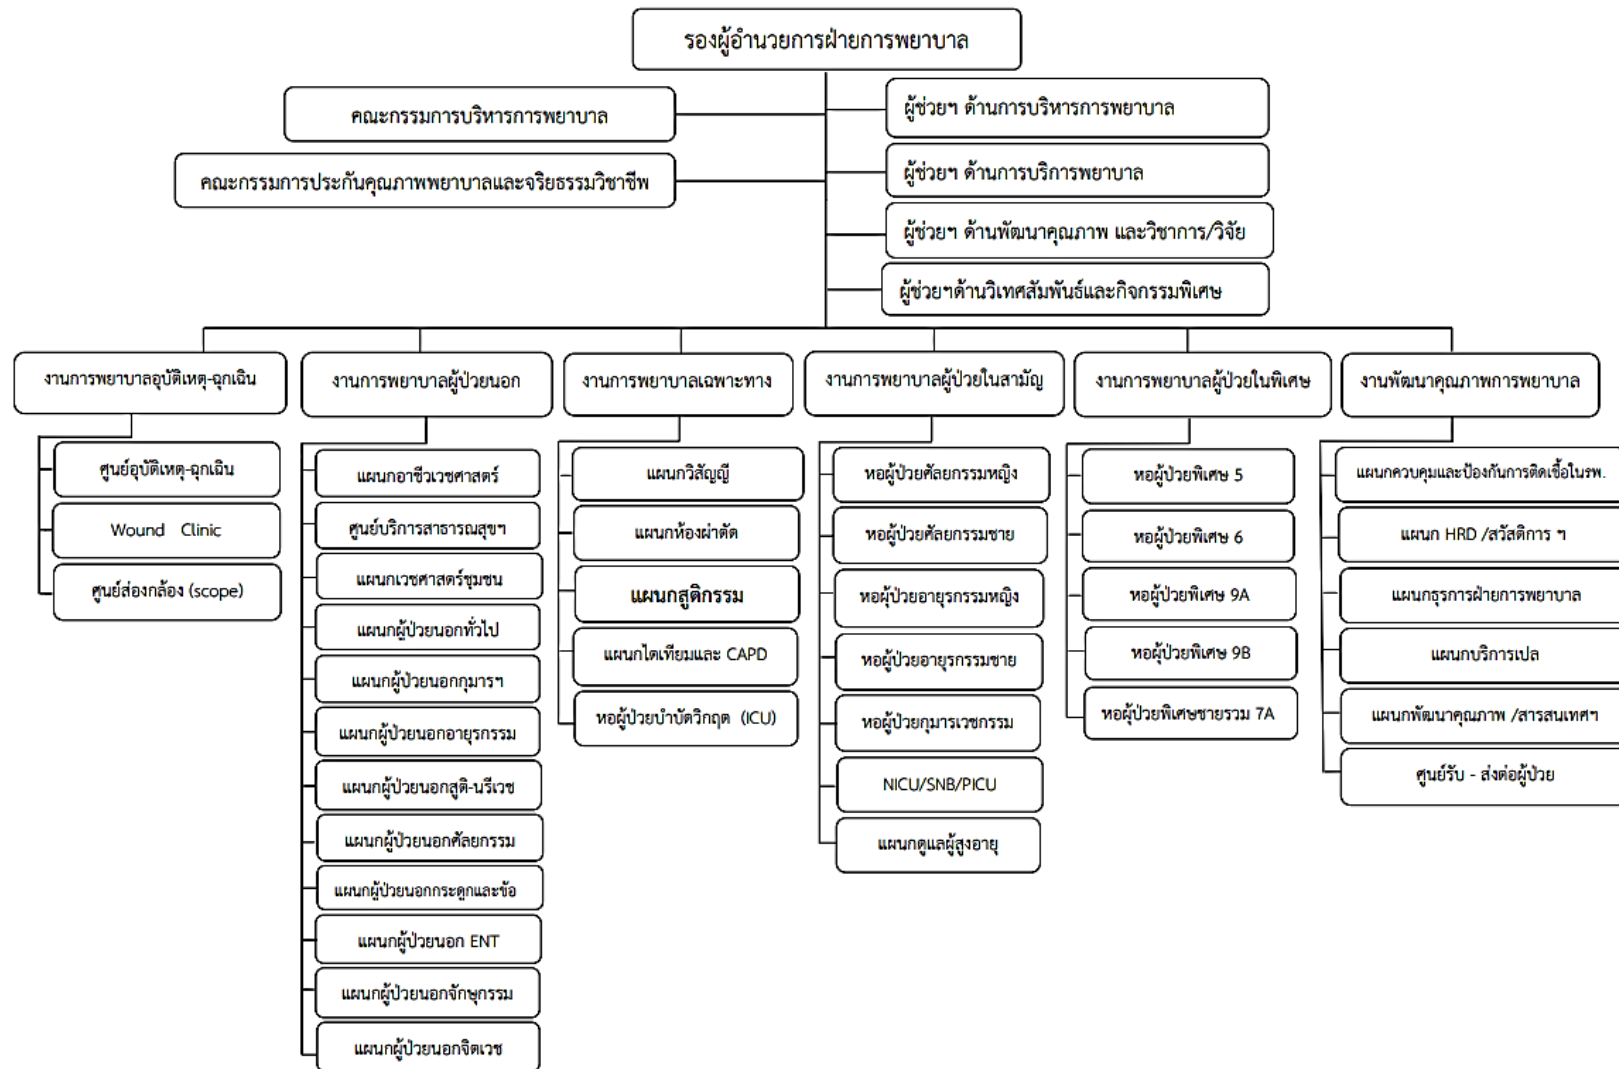 รองผู้อำนวยการฝ่ายการพยาบาล
คณะกรรมการบริหารการพยาบาล
คณะกรรมการประกันคุณภาพพยาบาลและจริยธรรมวิชาชีพ
ผู้ช่วยฯ ด้านการบริหารการพยาบาล
ผู้ช่วยฯ ด้านการบริการพยาบาล
ผู้ช่วยฯ ด้านพัฒนาคุณภาพ และวิชาการ/วิจัย
ผู้ช่วยฯด้านวิเทศสัมพันธ์และกิจกรรมพิเศษ
งานการพยาบาลอุบัติเหตุ-ฉุกเฉิน
ศูนย์อุบัติเหตุ-ฉุกเฉิน
Wound Clinic
ศูนย์ส่องกล้อง (scope)
งานการพยาบาลผู้ป่วยนอก
แผนกอาชีวเวชศาสตร์
ศูนย์บริการสาธารณสุขฯ
แผนกเวชศาสตร์ชุมชน
แผนกผู้ป่วยนอกทั่วไป
แผนกผู้ป่วยนอกกุมารฯ
แผนกผู้ป่วยนอกอายุรกรรม
แผนกผู้ป่วยนอกสูติ-นรีเวช
แผนกผู้ป่วยนอกศัลยกรรม
แผนกผู้ป่วยนอกกระดูกและข้อ
แผนกผู้ป่วยนอก ENT
แผนกผู้ป่วยนอกจักษุกรรม
แผนกผู้ป่วยนอกจิตเวช
งานการพยาบาลเฉพาะทาง
แผนกวิสัญญี
แผนกห้องผ่าตัด
แผนกสูติกรรม
แผนกไตเทียมและ CAPD
หอผู้ป่วยบำบัดวิกฤต (ICU)
งานการพยาบาลผู้ป่วยในสามัญ
หอผู้ป่วยศัลยกรรมหญิง
หอผู้ป่วยศัลยกรรมชาย
หอผุ้ป่วยอายุรกรรมหญิง
หอผู้ป่วยอายุรกรรมชาย
หอผู้ป่วยกุมารเวชกรรม
NICU/SNB/PICU
แผนกดูแลผู้สูงอายุ
งานการพยาบาลผู้ป่วยในพิเศษ
หอผู้ป่วยพิเศษ 5
หอผู้ป่วยพิเศษ 6
หอผู้ป่วยพิเศษ 9A
หอผุ้ป่วยพิเศษ 9B
หอผู้ป่วยพิเศษชายรวม 7A
งานพัฒนาคุณภาพการพยาบาล
แผนกควบคุมและป้องกันการติดเชื้อในรพ.
แผนก HRD /สวัสดิการ ฯ
แผนกธุรการฝ่ายการพยาบาล
แผนกบริการเปล
แผนกพัฒนาคุณภาพ /สารสนเทศฯ
ศูนย์รับ - ส่งต่อผู้ป่วย